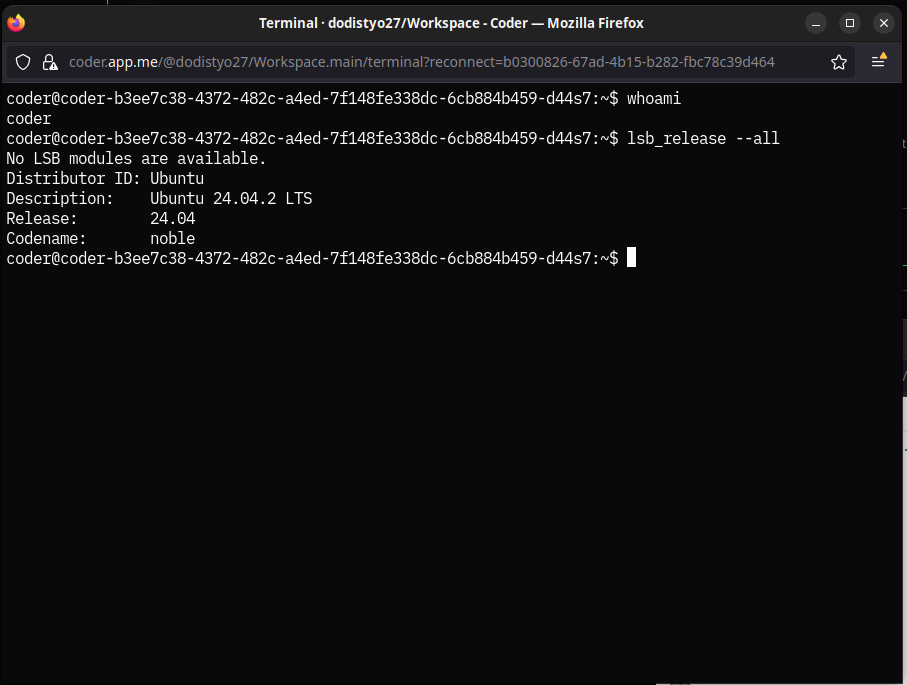 Terminal · dodistyo27/Workspace - Coder — Mozilla Firefox
coder.app.me/@dodistyo27/Workspace.main/terminal?reconnect=b0300826-67ad-4b15-b282-fbc78c39d464
coder@coder-b3ee7c38-4372-482c-a4ed-7f148fe338dc-6cb884b459-d44s7:~$ whoami
coder
coder@coder-b3ee7c38-4372-482c-a4ed-7f148fe338dc-6cb884b459-d44s7:~$ lsb_release --all
No LSB modules are available.
Distributor ID: Ubuntu
Description:    Ubuntu 24.04.2 LTS
Release:        24.04
Codename:       noble
coder@coder-b3ee7c38-4372-482c-a4ed-7f148fe338dc-6cb884b459-d44s7:~$